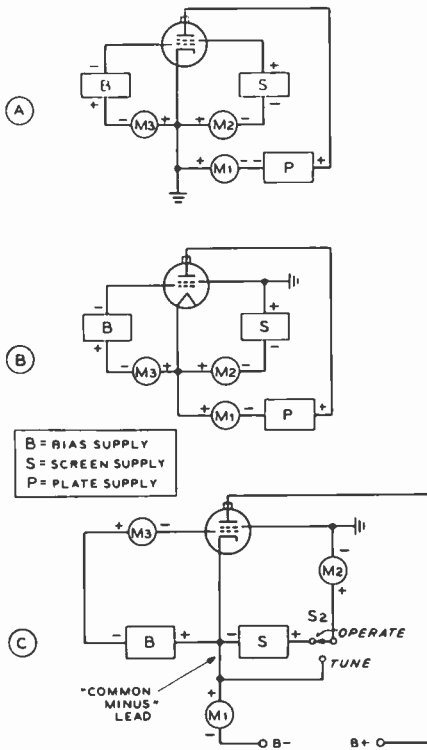 A
- + B S + -
- M3 + + M2 -
+ M1 - - P +
B
- + B S + -
- M3 + + M2 -
+ M1 - P +
B = BIAS SUPPLY
S = SCREEN SUPPLY
P = PLATE SUPPLY
C
+ M3 -
- M2 +
- B + - S + S2 OPERATE
TUNE
"COMMON
MINUS"
LEAD
+ M1 -
B- B+